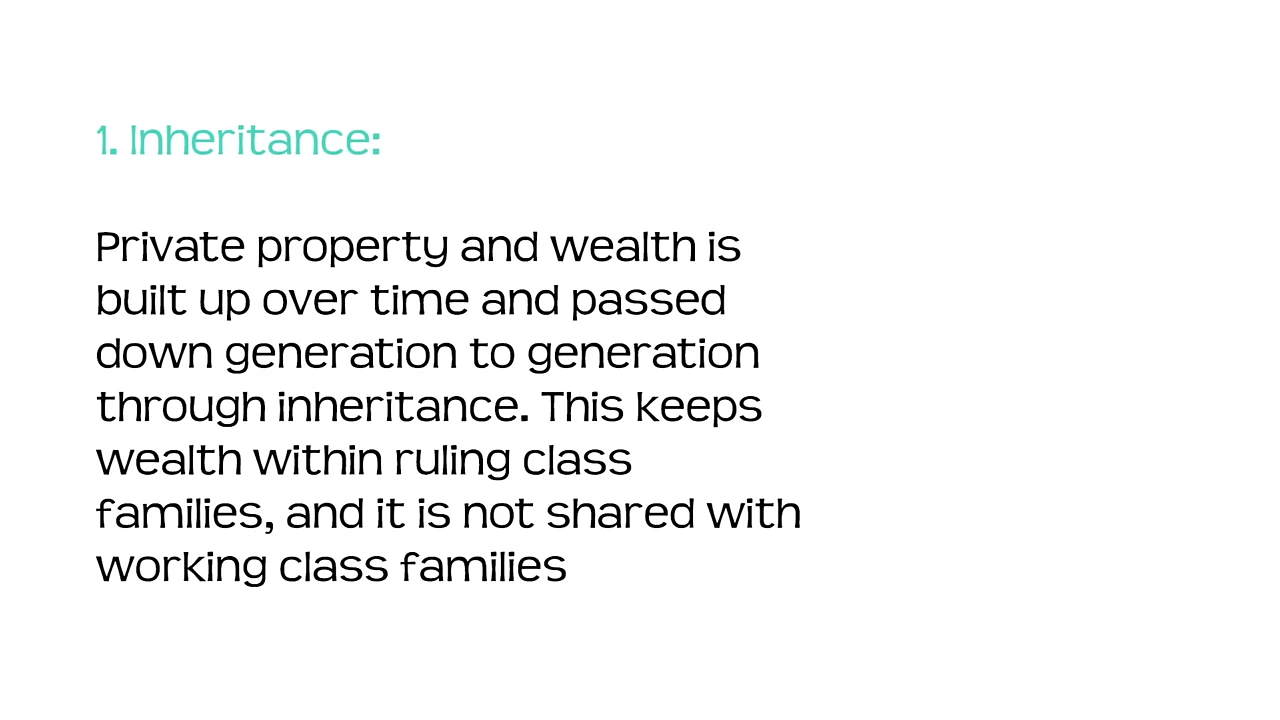 1. Inheritance:
Private property and wealth is
built up over time and passed
down generation to generation
through inheritance. This keeps
wealth within ruling class
families, and it is not shared with
working class families